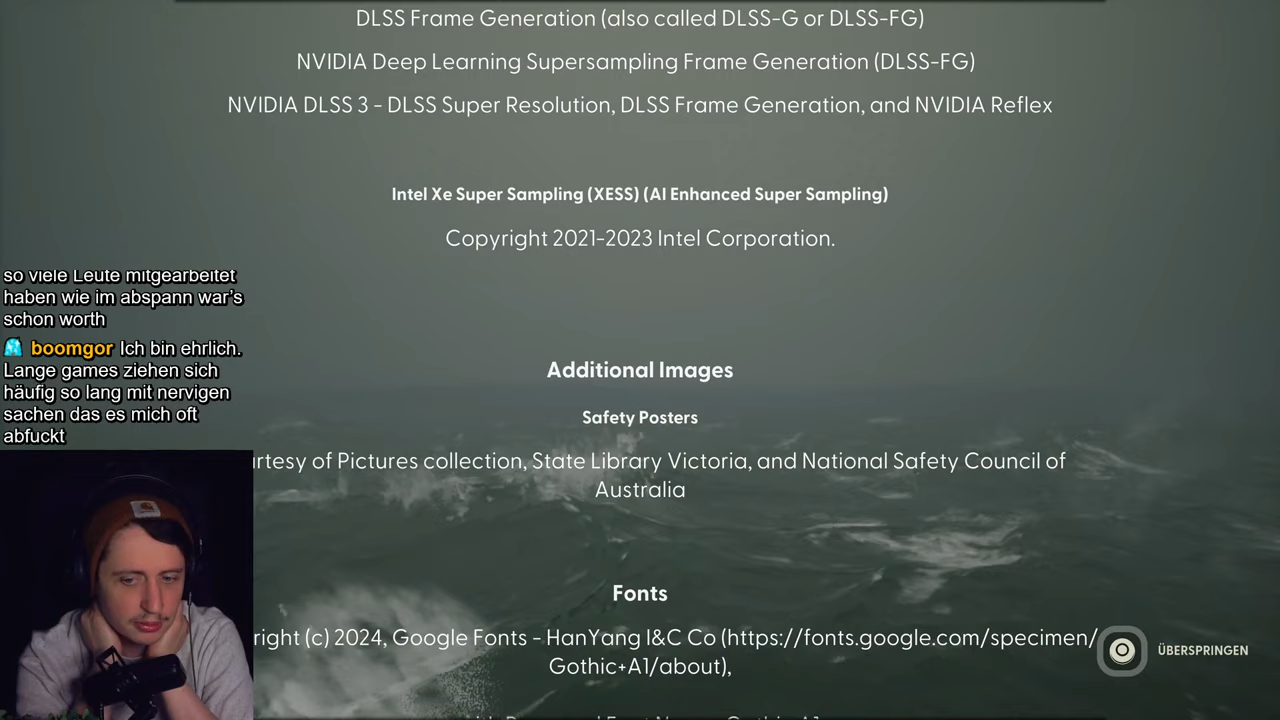 DLSS Frame Generation (also called DLSS-G or DLSS-FG)
NVIDIA Deep Learning Supersampling Frame Generation (DLSS-FG)
NVIDIA DLSS 3 - DLSS Super Resolution, DLSS Frame Generation, and NVIDIA Reflex
Intel Xe Super Sampling (XESS) (AI Enhanced Super Sampling)
Copyright 2021-2023 Intel Corporation.
so viele Leute mitgearbeitet
haben wie im abspann war's
schon worth
boomgor Ich bin ehrlich.
Lange games ziehen sich
häufig so lang mit nervigen
sachen das es mich oft
abfuckt
Additional Images
Safety Posters
of Pictures collection, State Library Victoria, and National Safety Council of
Australia
Fonts
(c) 2024, Google Fonts - HanYang I&C Co (https://fonts.google.com/specimen/
Gothic+A1/about),
ÜBERSPRINGEN